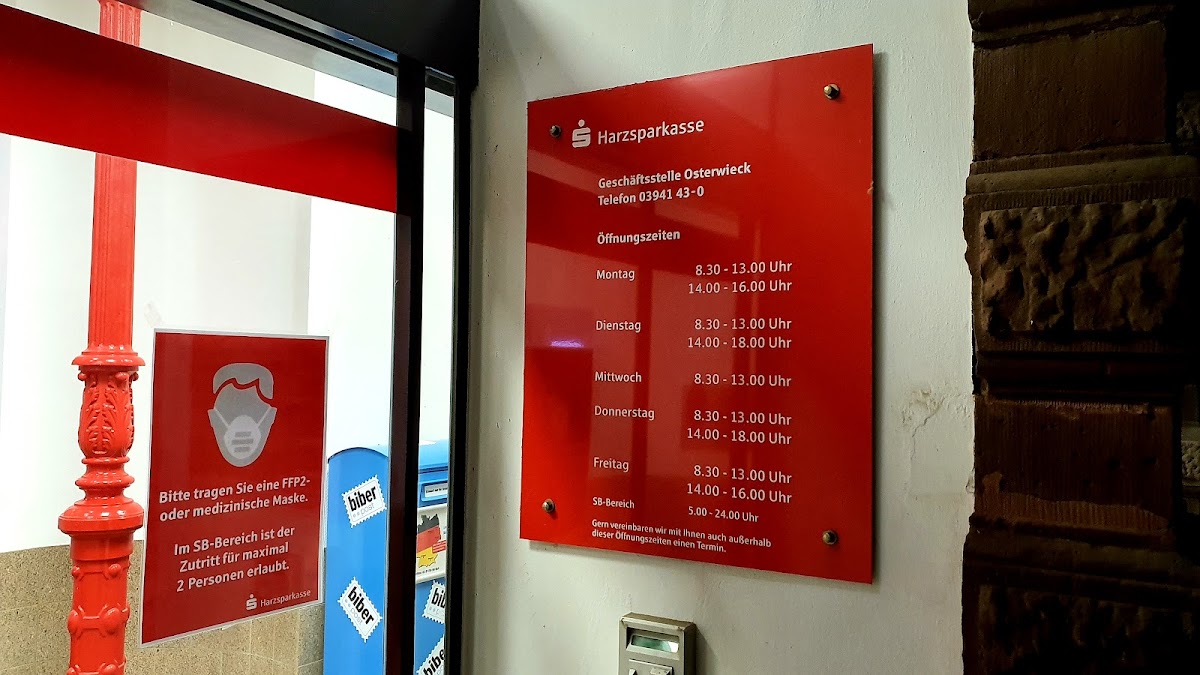 Harzsparkasse
Geschäftsstelle Osterwieck
Telefon 03941 43-0
Öffnungszeiten
Montag 8.30 - 13.00 Uhr
14.00 - 16.00 Uhr
Dienstag 8.30 - 13.00 Uhr
14.00 - 18.00 Uhr
Mittwoch 8.30 - 13.00 Uhr
Donnerstag 8.30 - 13.00 Uhr
14.00 - 18.00 Uhr
Freitag 8.30 - 13.00 Uhr
14.00 - 16.00 Uhr
SB-Bereich 5.00 - 24.00 Uhr
Gern vereinbaren wir mit Ihnen auch außerhalb
dieser Öffnungszeiten einen Termin.
Bitte tragen Sie eine FFP2-
oder medizinische Maske.
Im SB-Bereich ist der
Zutritt für maximal
2 Personen erlaubt.
Harzsparkasse
biber
biber